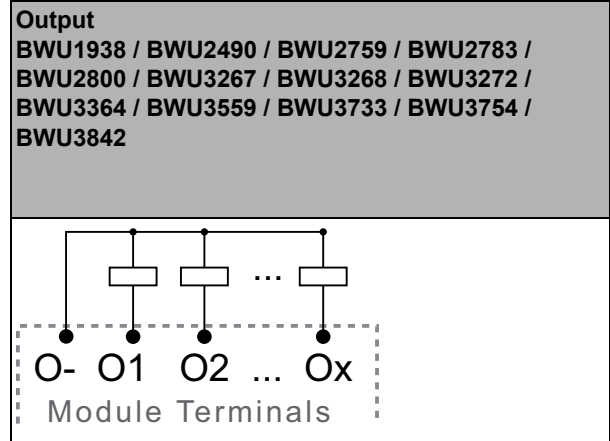 Output
BWU1938 / BWU2490 / BWU2759 / BWU2783 /
BWU2800 / BWU3267 / BWU3268 / BWU3272 /
BWU3364 / BWU3559 / BWU3733 / BWU3754 /
BWU3842
...
O- O1 O2 ... Ox
Module Terminals